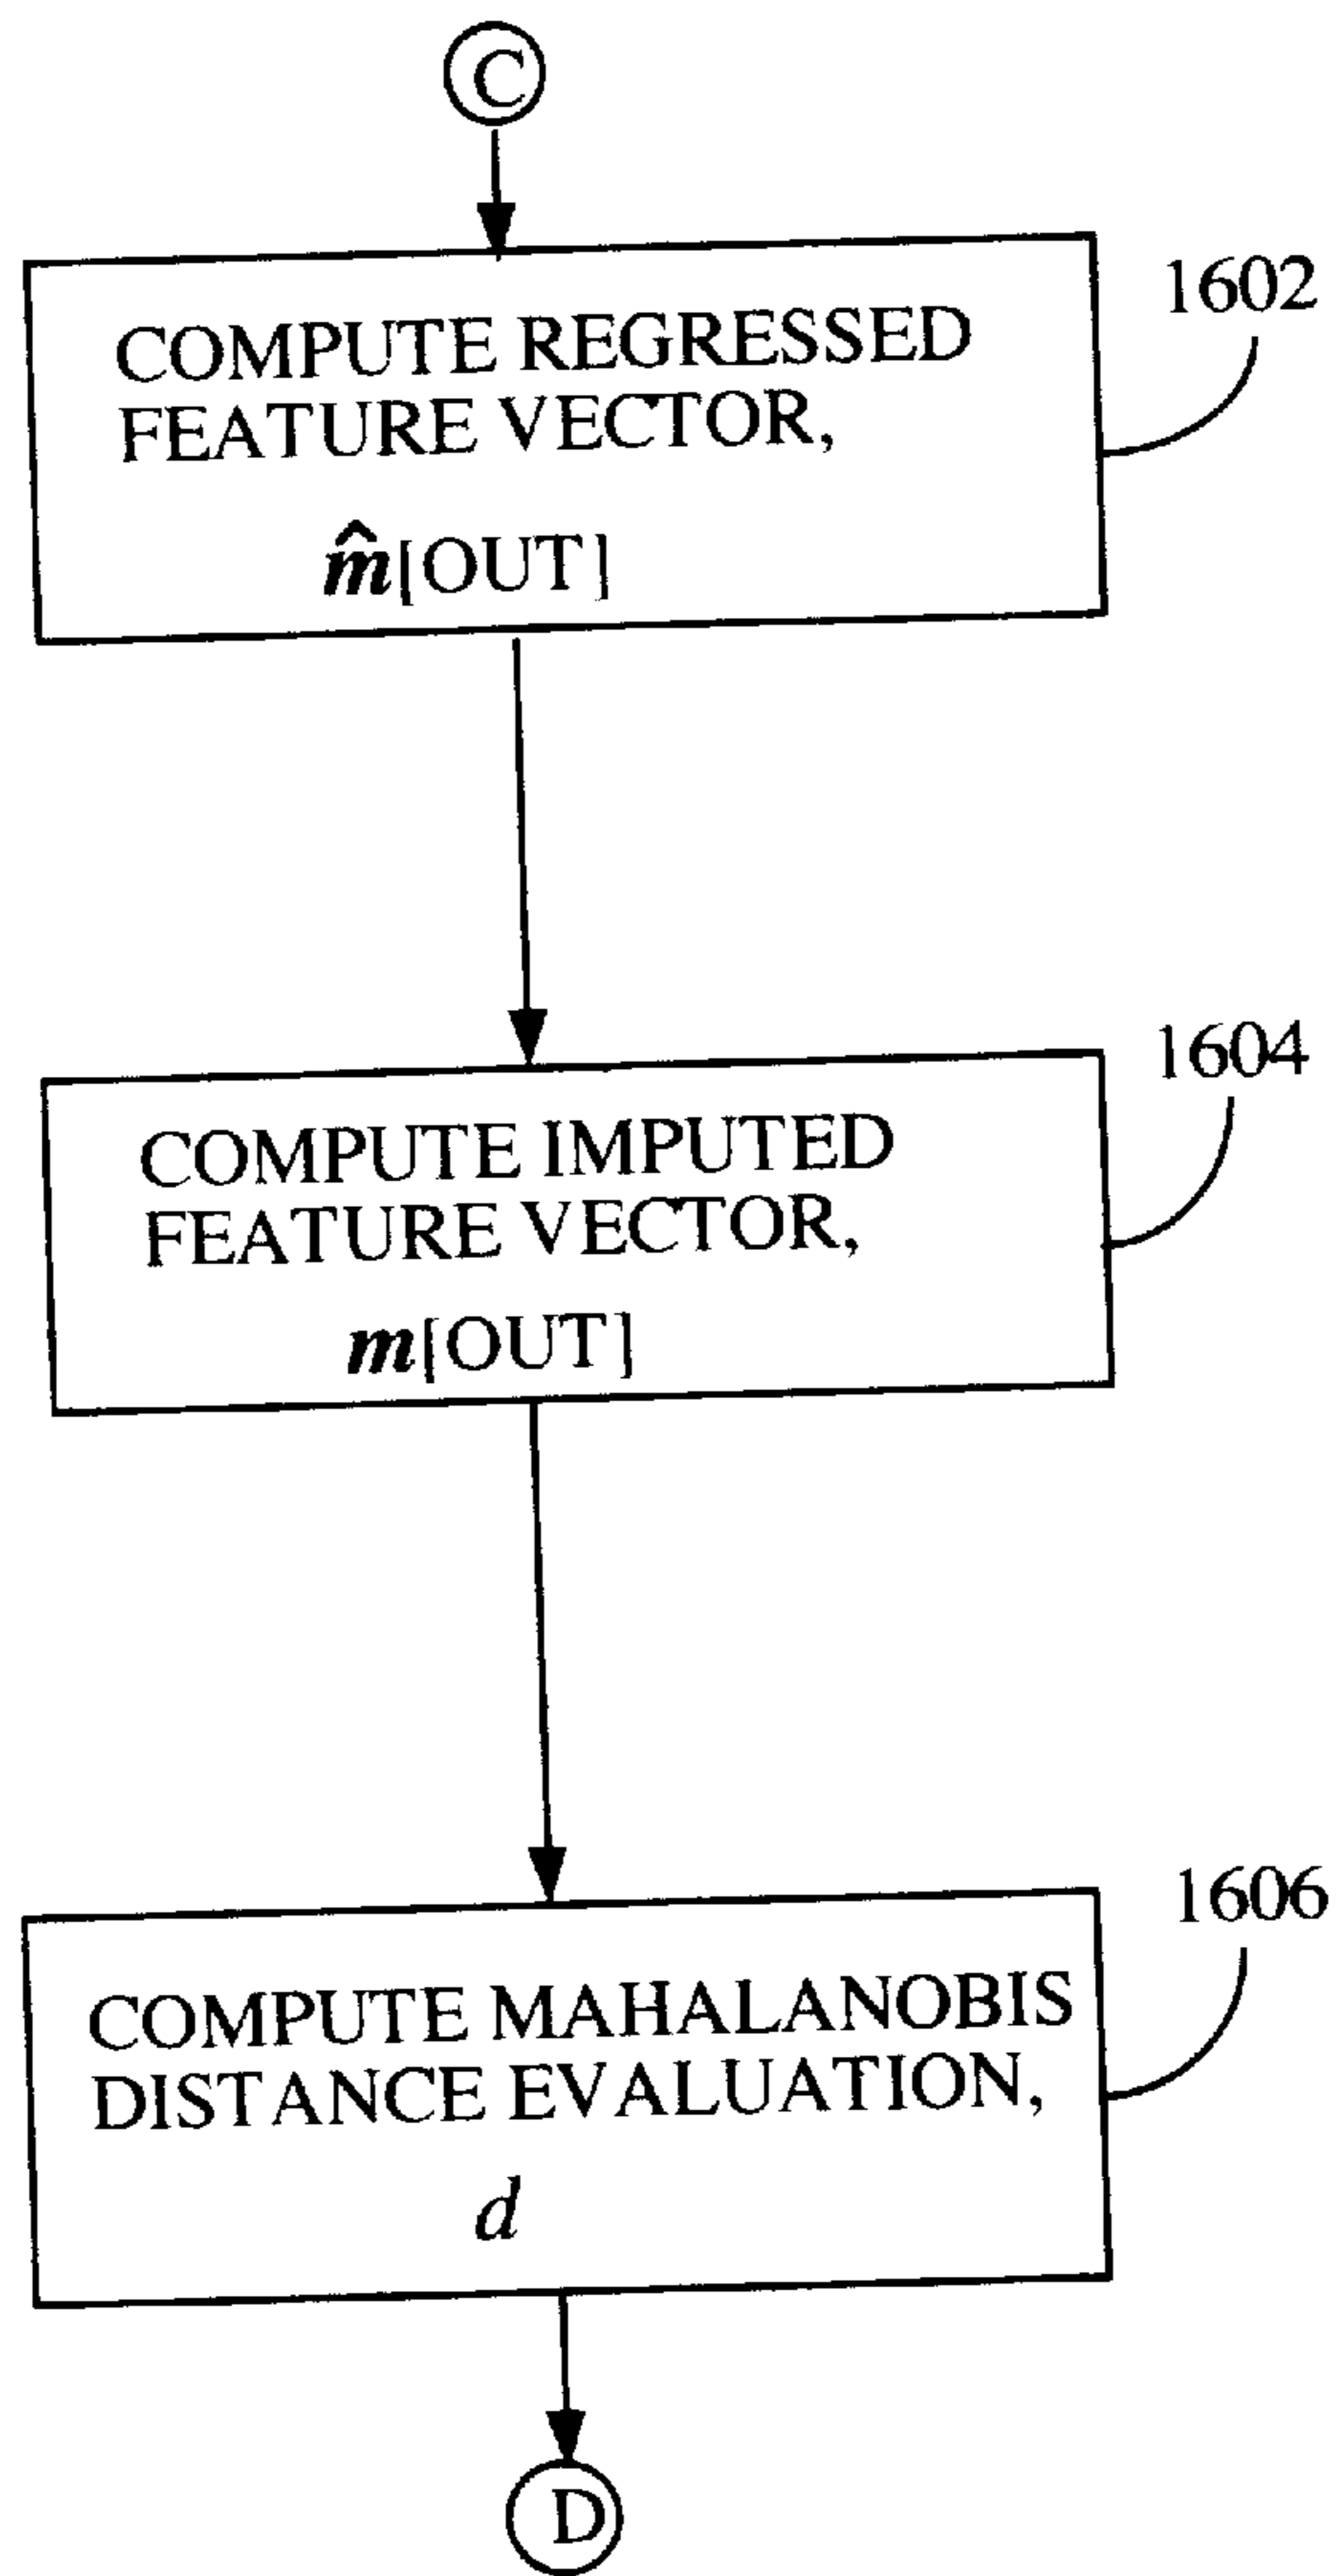 C
1602
COMPUTE REGRESSED
FEATURE VECTOR,
m̂[OUT]
1604
COMPUTE IMPUTED
FEATURE VECTOR,
m[OUT]
1606
COMPUTE MAHALANOBIS
DISTANCE EVALUATION,
d
D